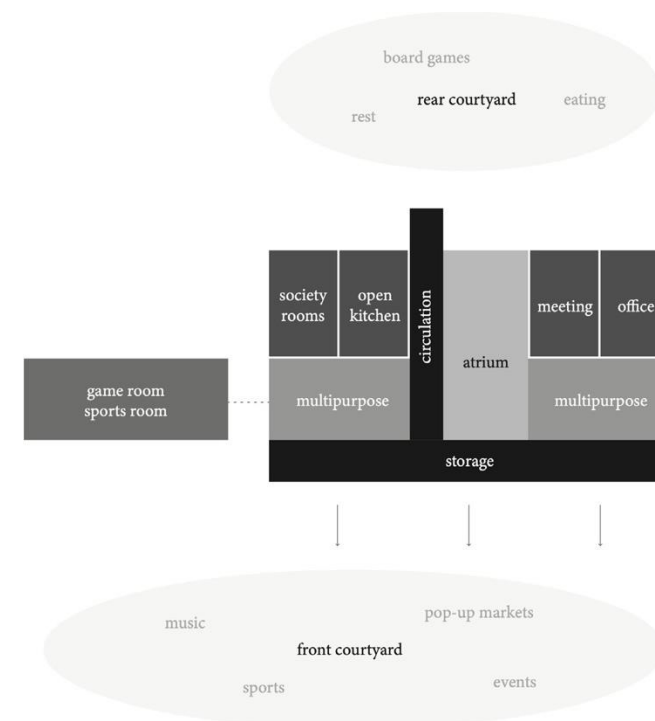 board games
rear courtyard
eating
rest
society
rooms
open
kitchen
circulation
atrium
meeting
office
game room
sports room
multipurpose
multipurpose
storage
music
pop-up markets
front courtyard
sports
events